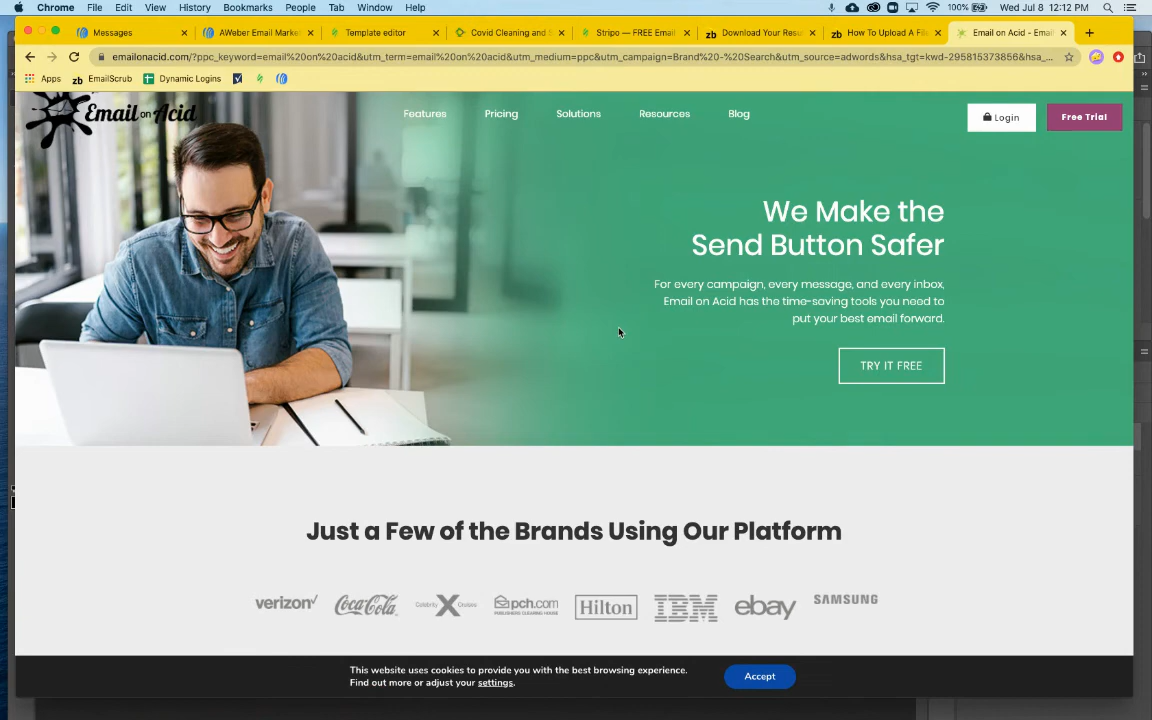 Chrome File Edit View History Bookmarks People Tab Window Help 100% Wed Jul 8 12:12 PM
Messages AWeber Email Marke Template editor Covid Cleaning and Stripo — FREE Email zb Download Your Resu zb How To Upload A File Email on Acid - Email
emailonacid.com/?ppc_keyword=email%20on%20acid&utm_term=email%20on%20acid&utm_medium=ppc&utm_campaign=Brand%20-%20Search&utm_source=adwords&hsa_tgt=kwd-295815373856&hsa_...
Apps zb EmailScrub Dynamic Logins
Email on Acid
Features Pricing Solutions Resources Blog
Login
Free Trial
We Make the
Send Button Safer
For every campaign, every message, and every inbox,
Email on Acid has the time-saving tools you need to
put your best email forward.
TRY IT FREE
Just a Few of the Brands Using Our Platform
verizon Coca-Cola Celebrity X Cruises pch.com PUBLISHERS CLEARING HOUSE Hilton IBM ebay SAMSUNG
This website uses cookies to provide you with the best browsing experience.
Find out more or adjust your settings.
Accept